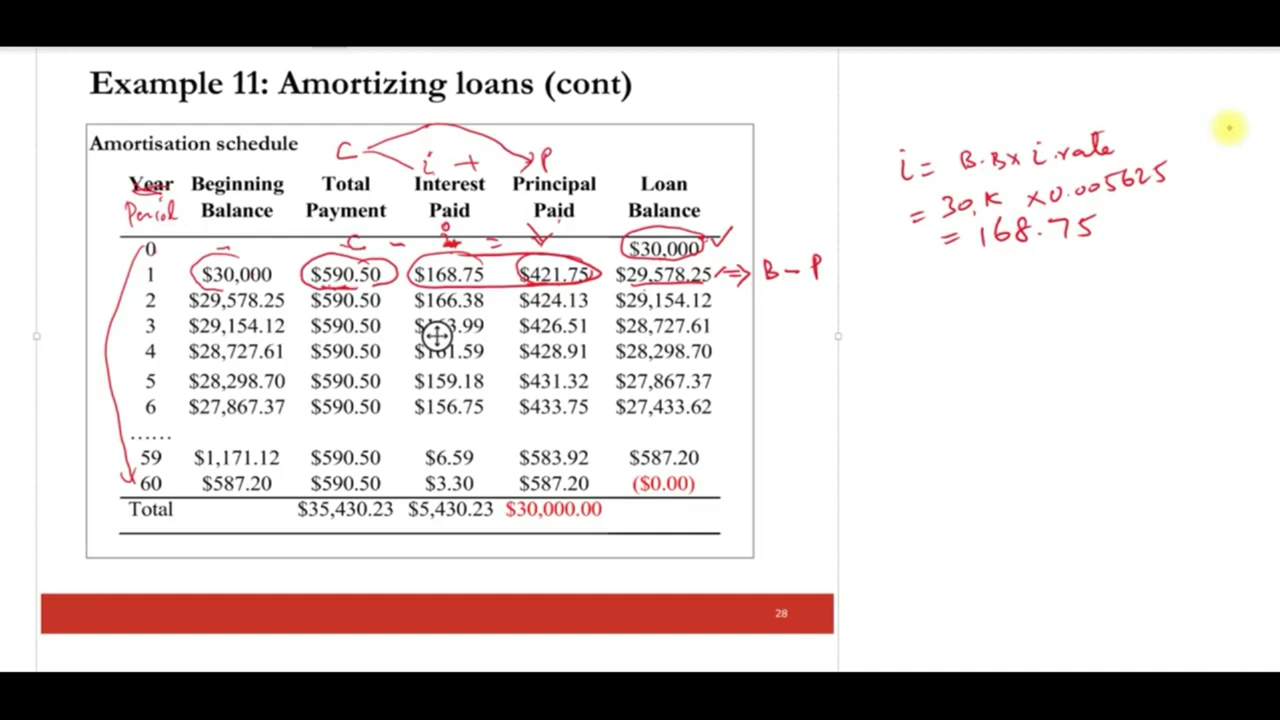 Example 11: Amortizing loans (cont)
Amortisation schedule
C i + P
Year Beginning Total Interest Principal Loan
Period Balance Payment Paid Paid Balance
0 - C - i = $30,000
1 $30,000 $590.50 $168.75 $421.75 $29,578.25 ⇒ B - P
2 $29,578.25 $590.50 $166.38 $424.13 $29,154.12
3 $29,154.12 $590.50 $426.51 $28,727.61
4 $28,727.61 $590.50 $161.59 $428.91 $28,298.70
5 $28,298.70 $590.50 $159.18 $431.32 $27,867.37
6 $27,867.37 $590.50 $156.75 $433.75 $27,433.62
......
59 $1,171.12 $590.50 $6.59 $583.92 $587.20
60 $587.20 $590.50 $3.30 $587.20 ($0.00)
Total $35,430.23 $5,430.23 $30,000.00
28
i = B.B x i.rate
= 30.K x 0.005625
= 168.75